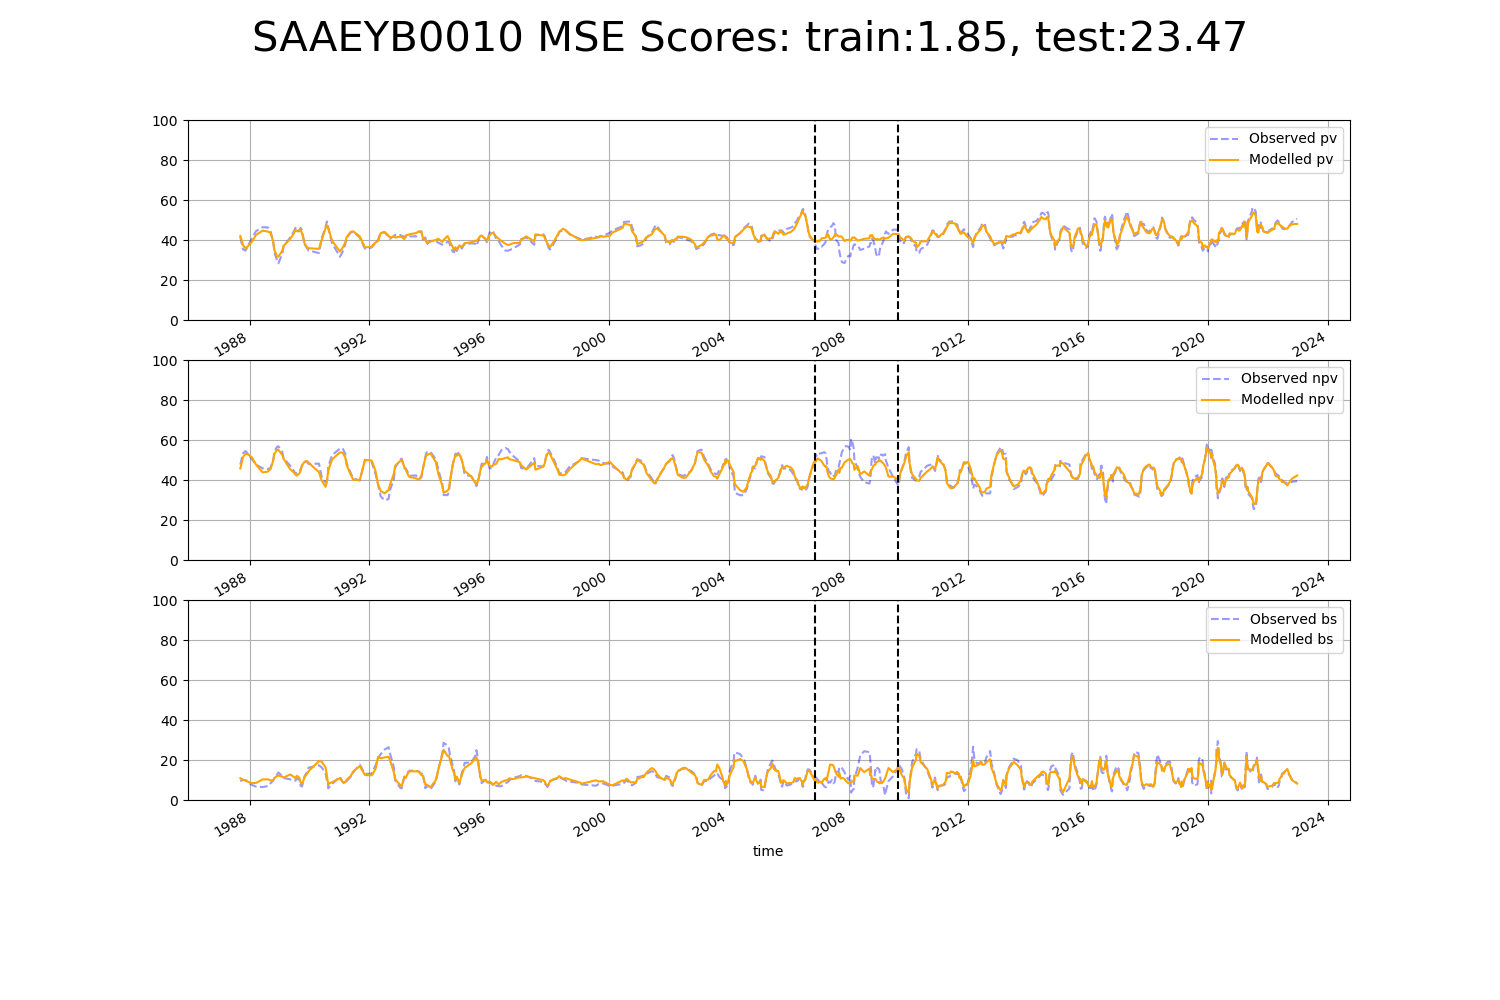 SAAEYB0010 MSE Scores: train:1.85, test:23.47
100
80
60
40
20
0
Observed pv
Modelled pv
1988 1992 1996 2000 2004 2008 2012 2016 2020 2024
100
80
60
40
20
0
Observed npv
Modelled npv
1988 1992 1996 2000 2004 2008 2012 2016 2020 2024
100
80
60
40
20
0
Observed bs
Modelled bs
1988 1992 1996 2000 2004 2008 2012 2016 2020 2024
time